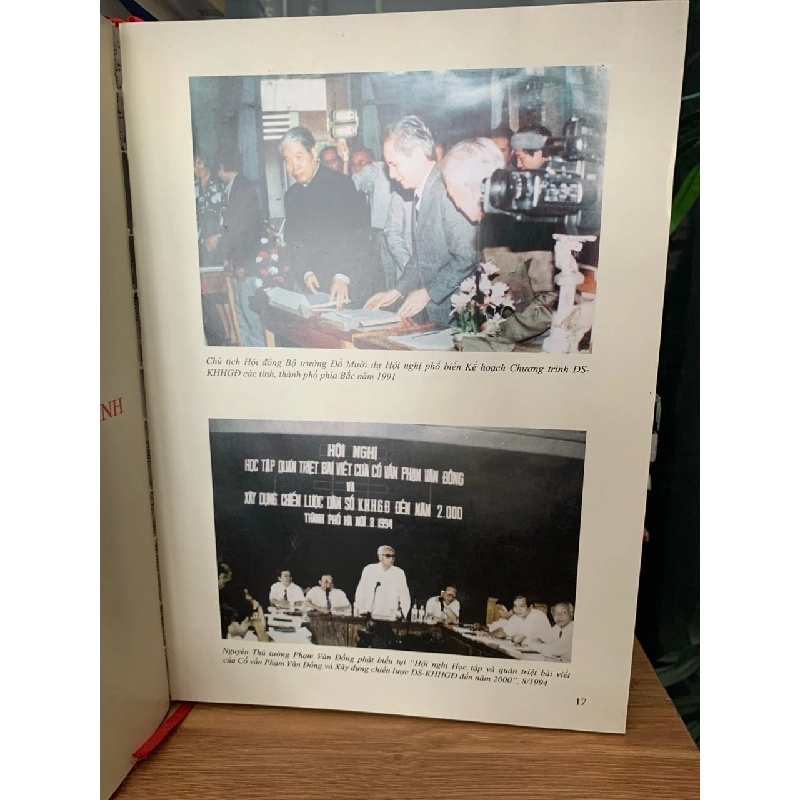 ÌNH
Chủ tịch Hội đồng Bộ trưởng Đỗ Mười dự Hội nghị phổ biến Kế hoạch Chương trình DS-
KHHGĐ các tỉnh, thành phố phía Bắc năm 1991
HỘI NGHỊ
HỌC TẬP QUÁN TRIỆT BÀI VIẾT CỦA CỐ VẤN PHẠM VĂN ĐỒNG
VÀ
XÂY DỰNG CHIẾN LƯỢC DÂN SỐ K.H.H.G.Đ ĐẾN NĂM 2.000
THÀNH PHỐ HÀ NỘI 8.1994
Nguyên Thủ tướng Phạm Văn Đồng phát biểu tại "Hội nghị Học tập và quán triệt bài viết
của Cố vấn Phạm Văn Đồng và Xây dựng chiến lược DS-KHHGĐ đến năm 2000", 8/1994
17